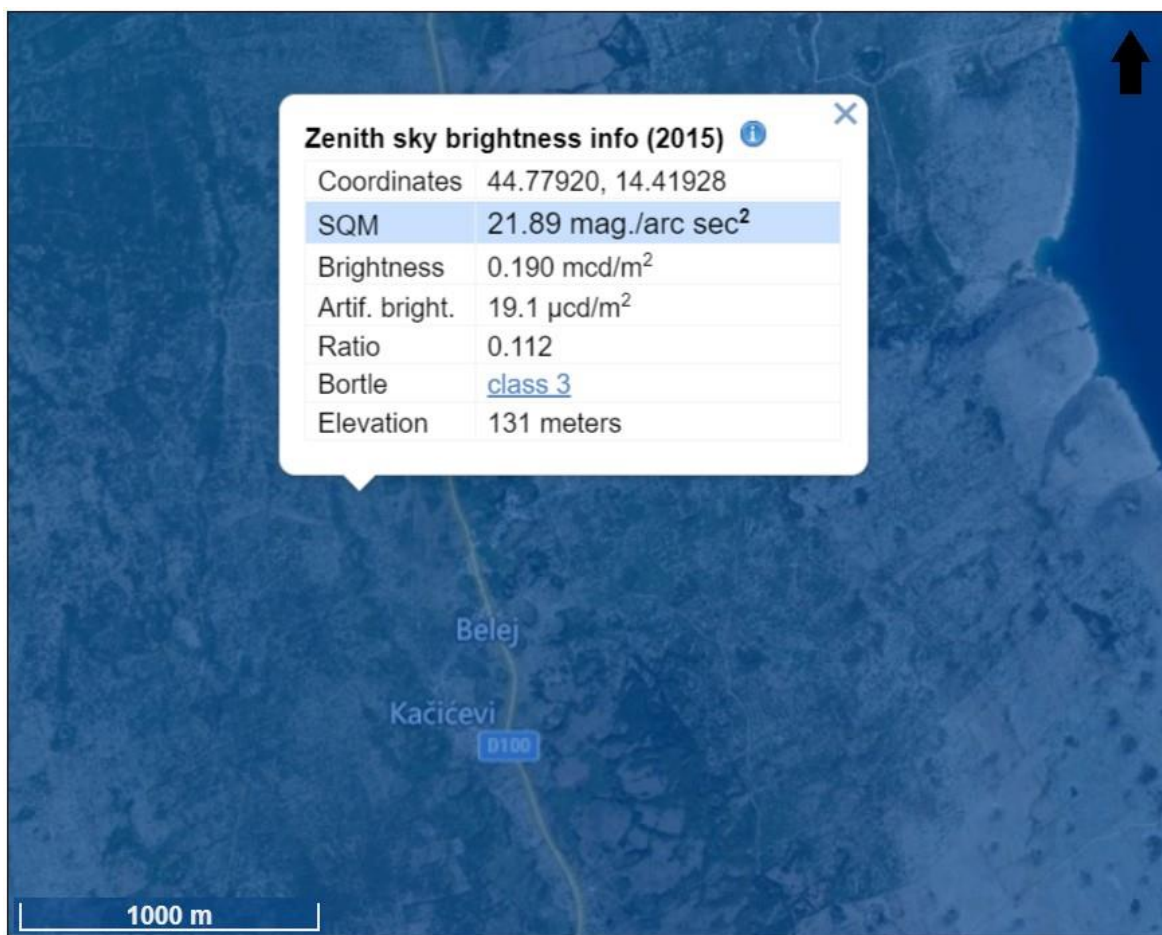 Zenith sky brightness info (2015)
Coordinates 44.77920, 14.41928
SQM 21.89 mag./arc sec²
Brightness 0.190 mcd/m²
Artif. bright. 19.1 μcd/m²
Ratio 0.112
Bortle class 3
Elevation 131 meters
Belej
Kačićevi
D100
1000 m